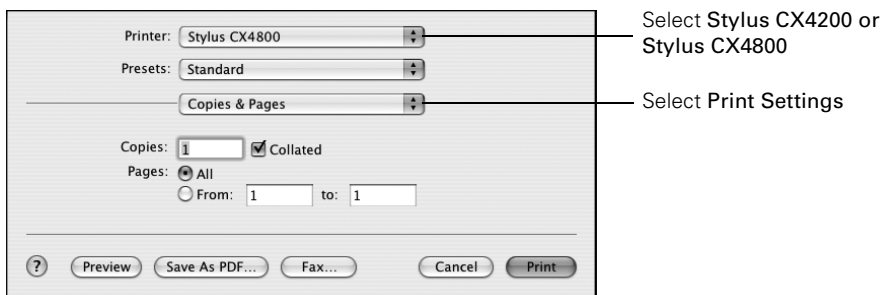 Printer: Stylus CX4800
Select Stylus CX4200 or
Stylus CX4800
Presets: Standard
Copies & Pages
Select Print Settings
Copies: 1 Collated
Pages: All
From: 1 to: 1
? Preview Save As PDF... Fax... Cancel Print